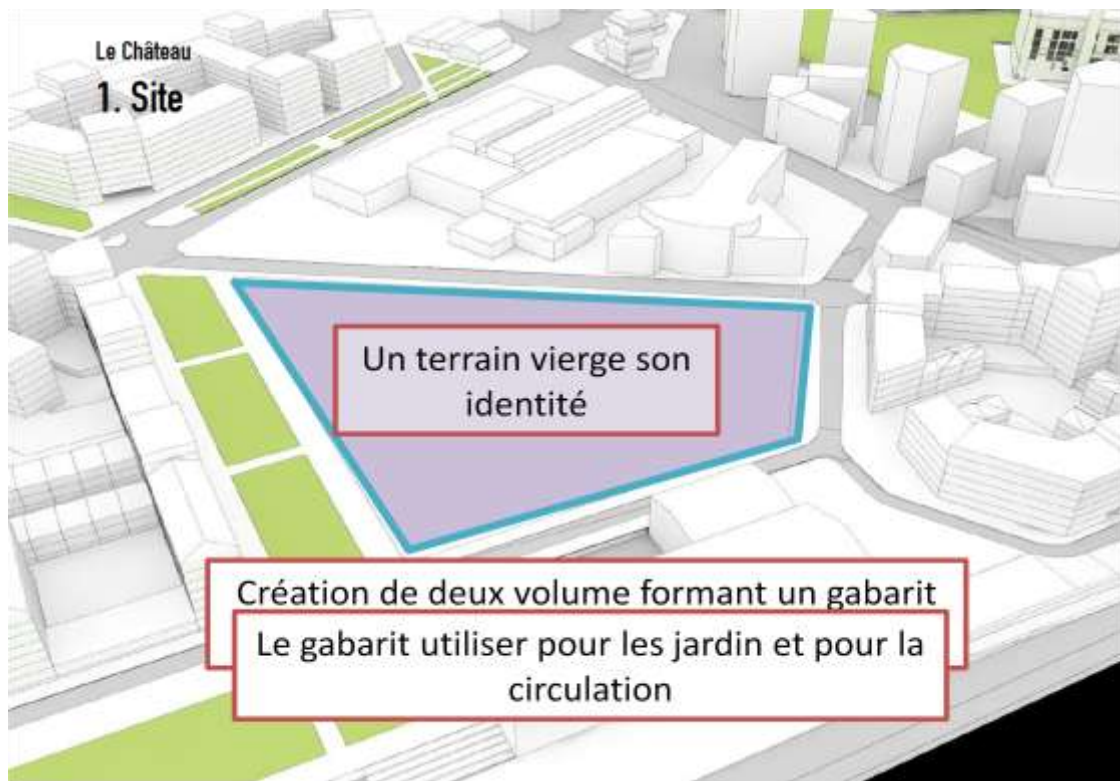 Le Château
1. Site
Un terrain vierge son
identité
Création de deux volume formant un gabarit
Le gabarit utiliser pour les jardin et pour la
circulation